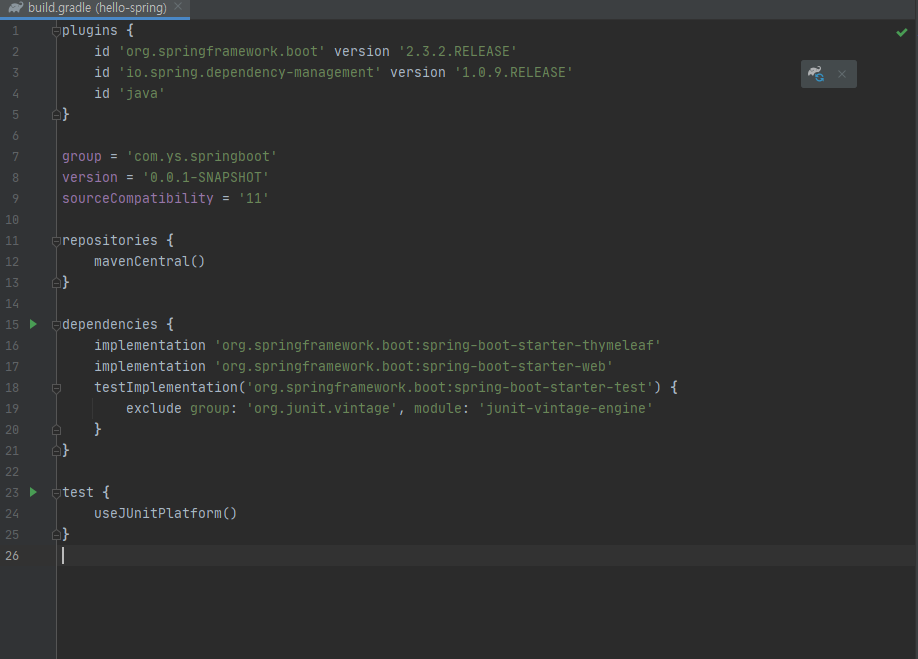 build.gradle (hello-spring)
1 plugins {
2     id 'org.springframework.boot' version '2.3.2.RELEASE'
3     id 'io.spring.dependency-management' version '1.0.9.RELEASE'
4     id 'java'
5 }
6
7 group = 'com.ys.springboot'
8 version = '0.0.1-SNAPSHOT'
9 sourceCompatibility = '11'
10
11 repositories {
12     mavenCentral()
13 }
14
15 dependencies {
16     implementation 'org.springframework.boot:spring-boot-starter-thymeleaf'
17     implementation 'org.springframework.boot:spring-boot-starter-web'
18     testImplementation('org.springframework.boot:spring-boot-starter-test') {
19         exclude group: 'org.junit.vintage', module: 'junit-vintage-engine'
20     }
21 }
22
23 test {
24     useJUnitPlatform()
25 }
26